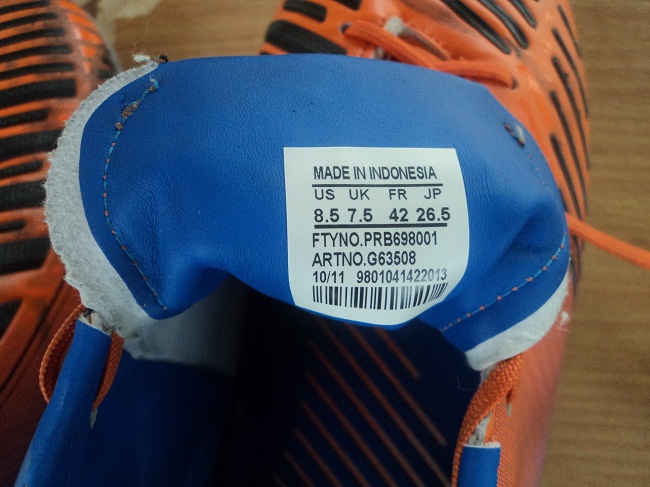 MADE IN INDONESIA
US UK FR JP
8.5 7.5 42 26.5
FTYNO.PRB698001
ARTNO.G63508
10/11 9801041422013